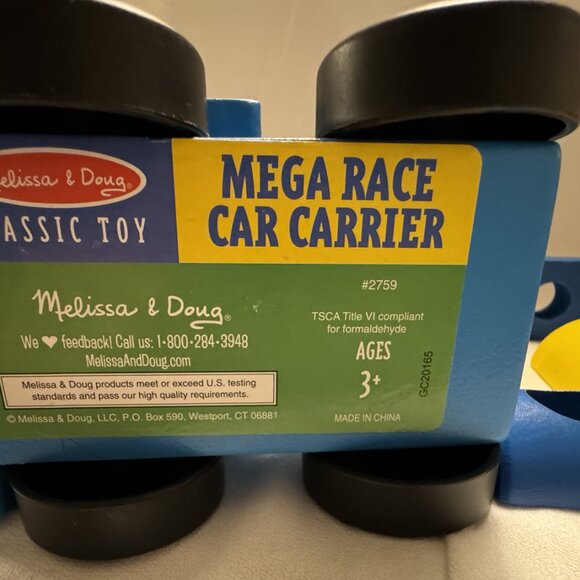 elissa & Doug®
ASSIC TOY
MEGA RACE
CAR CARRIER
Melissa & Doug®
We ♥ feedback! Call us: 1-800-284-3948
MelissaAndDoug.com
Melissa & Doug products meet or exceed U.S. testing
standards and pass our high quality requirements.
© Melissa & Doug, LLC, P.O. Box 590, Westport, CT 06881
#2759
TSCA Title VI compliant
for formaldehyde
AGES
3+
MADE IN CHINA
GC20165